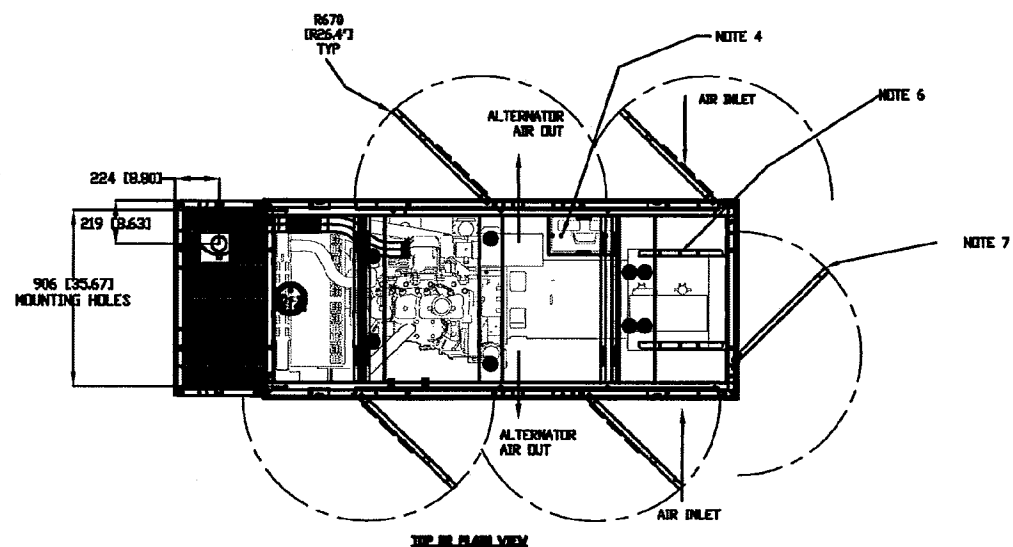 R670
[R26.4"]
TYP
NOTE 4
AIR INLET
NOTE 6
ALTERNATOR
AIR OUT
224 [8.80]
219 [8.63]
NOTE 7
906 [35.67]
MOUNTING HOLES
ALTERNATOR
AIR OUT
AIR INLET
TOP OR PLAN VIEW